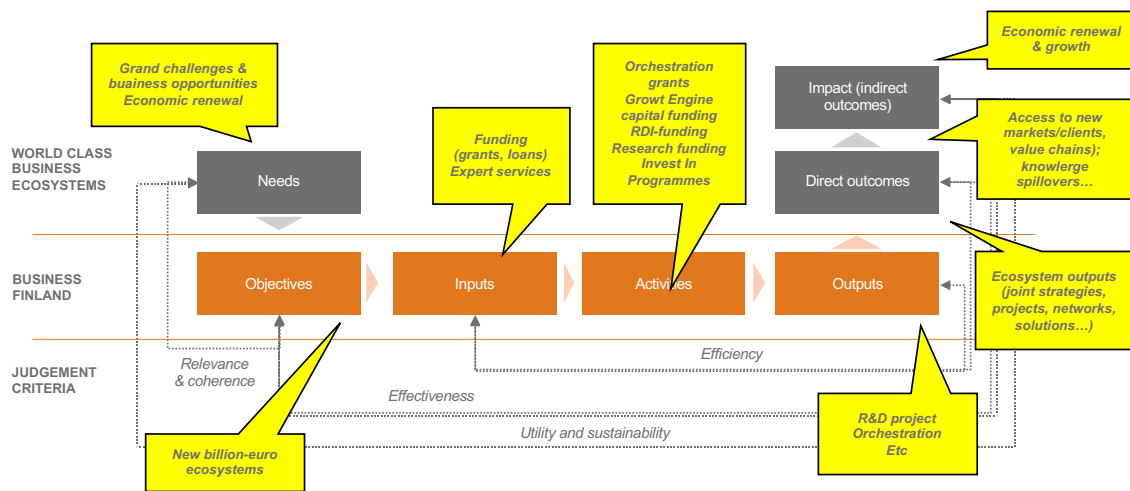 Grand challenges &
business opportunities
Economic renewal
Orchestration
grants
Growt Engine
capital funding
RDI-funding
Research funding
Invest In
Programmes
Economic renewal
& growth
Impact (indirect
outcomes)
Funding
(grants, loans)
Expert services
Access to new
markets/clients,
value chains);
knowlerge
spillovers…
WORLD CLASS
BUSINESS
ECOSYSTEMS
Needs
Direct outcomes
BUSINESS
FINLAND
Objectives
Inputs
Activities
Outputs
Ecosystem outputs
(joint strategies,
projects, networks,
solutions…)
JUDGEMENT
CRITERIA
Relevance
& coherence
Efficiency
Effectiveness
Utility and sustainability
New billion-euro
ecosystems
R&D project
Orchestration
Etc